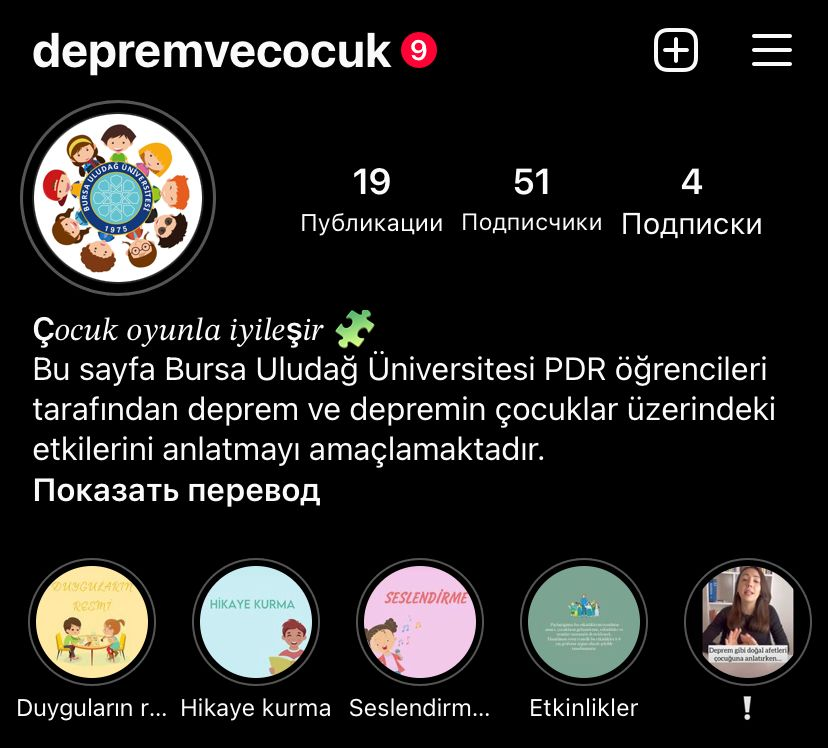 depremvecocuk 9
BURSA ULUDAĞ ÜNİVERSİTESİ
1975
19 51 4
Публикации Подписчики Подписки
Çocuk oyunla iyileşir
Bu sayfa Bursa Uludağ Üniversitesi PDR öğrencileri
tarafından deprem ve depremin çocuklar üzerindeki
etkilerini anlatmayı amaçlamaktadır.
Показать перевод
DUYGULARIN
RESMİ
HİKAYE KURMA
SESLENDİRME
Deprem gibi doğal afetleri
çocuğuna anlatırken...
Duyguların r... Hikaye kurma Seslendirm... Etkinlikler !